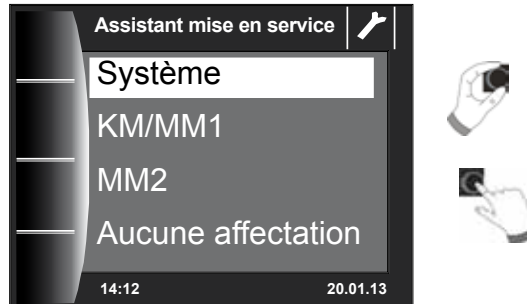 Assistant mise en service
Système
KM/MM1
MM2
Aucune affectation
14:12 20.01.13